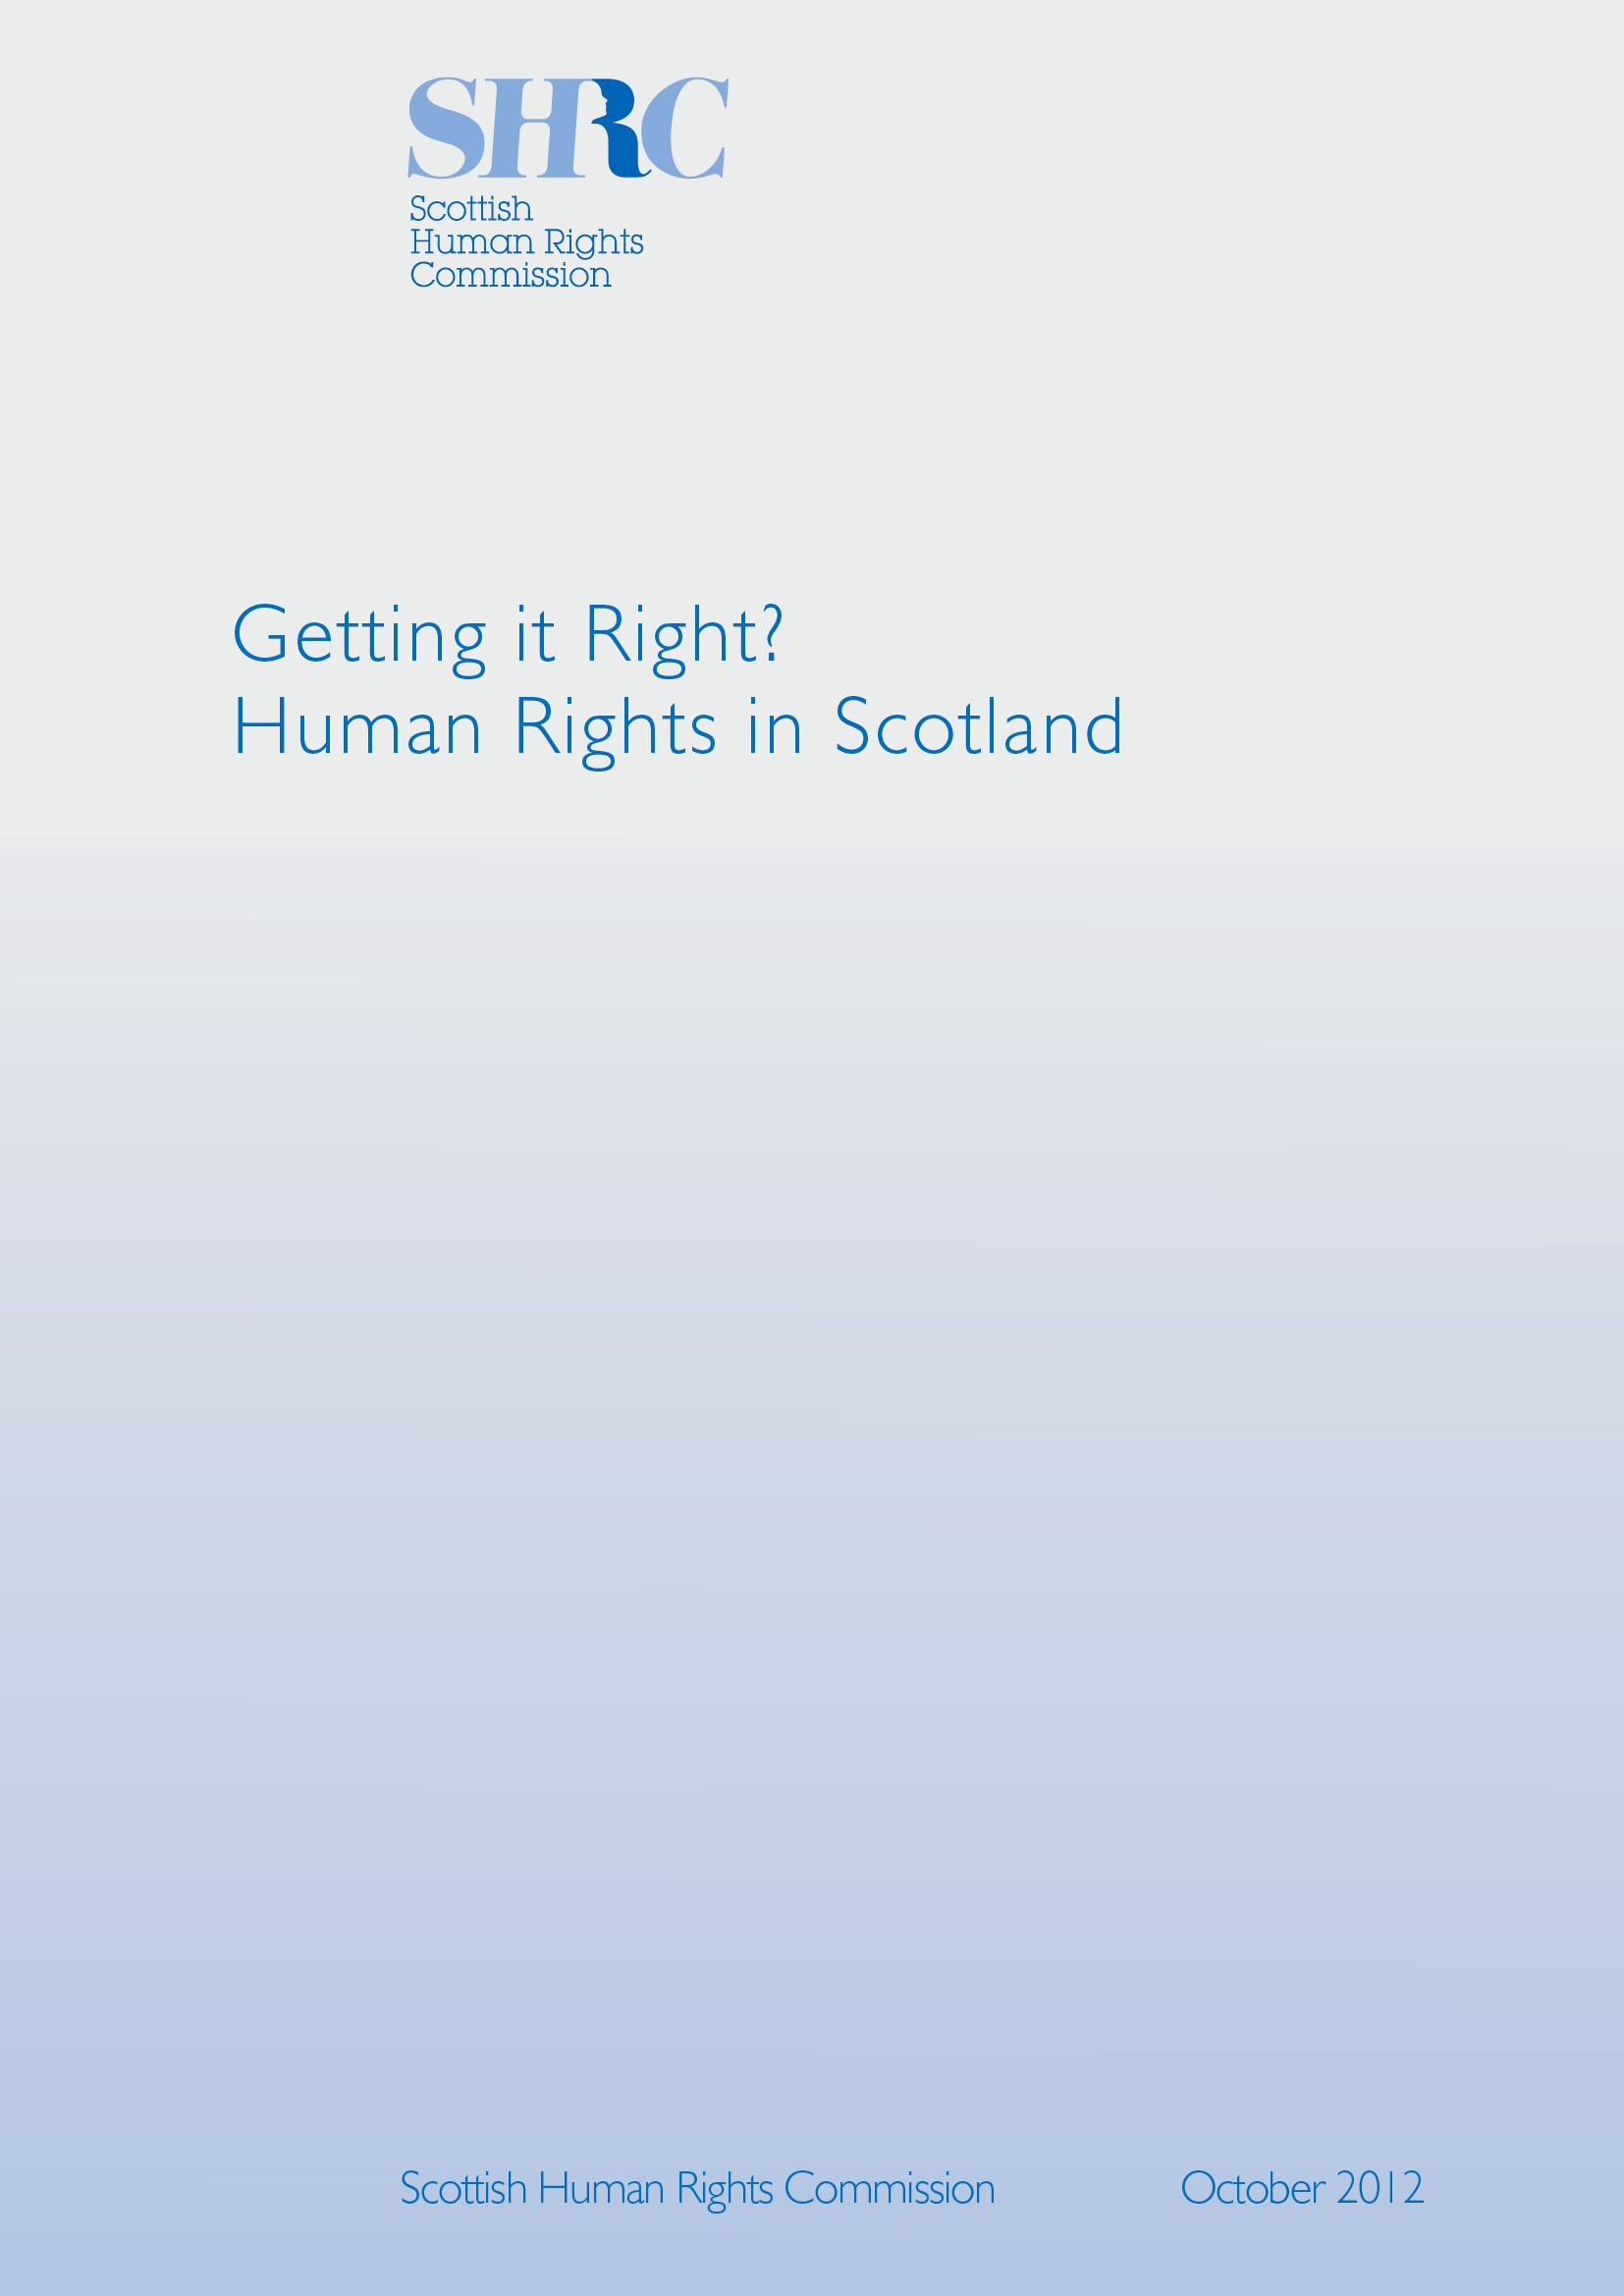 SHRC
Scottish
Human Rights
Commission
Getting it Right?
Human Rights in Scotland
Scottish Human Rights Commission October 2012